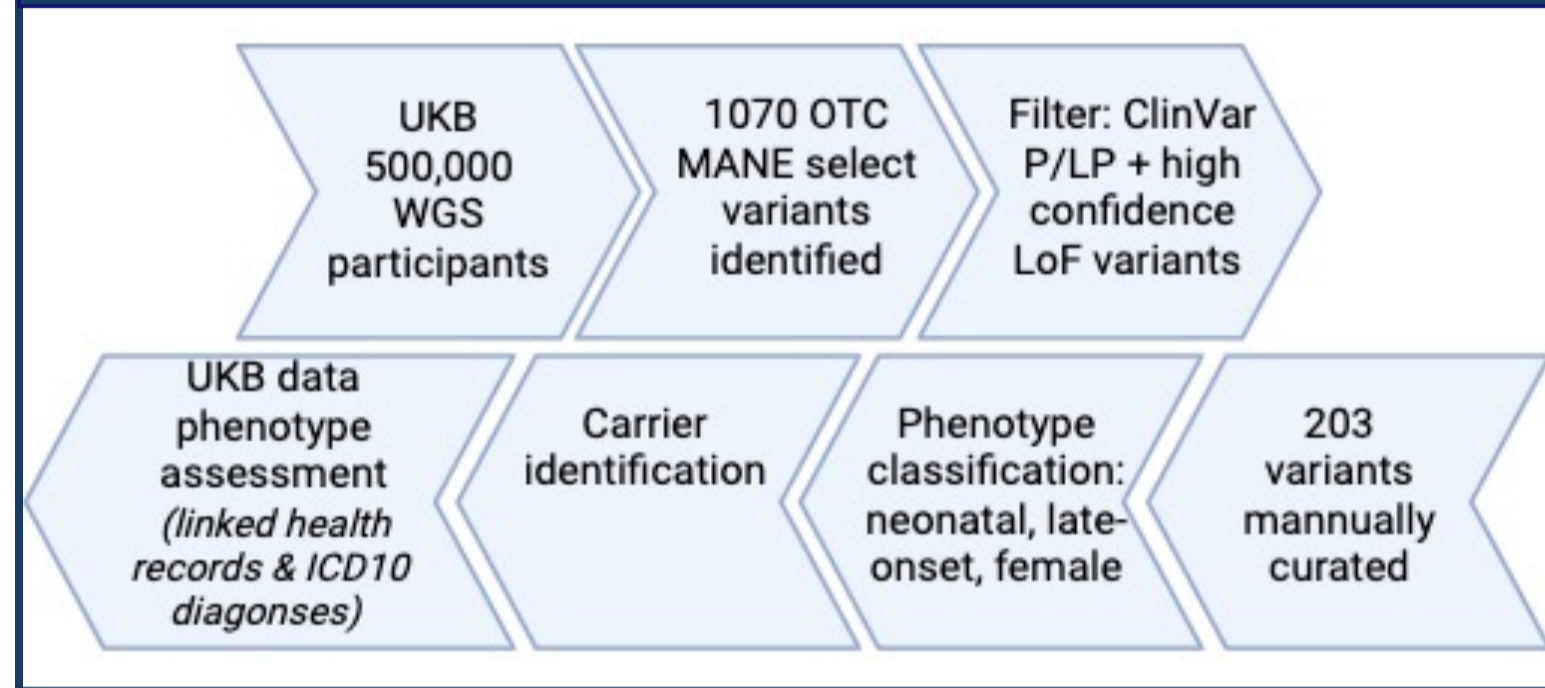 UKB
500,000
WGS
participants
1070 OTC
MANE select
variants
identified
Filter: ClinVar
P/LP + high
confidence
LoF variants
203
variants
mannually
curated
Phenotype
classification:
neonatal, late-
onset, female
Carrier
identification
UKB data
phenotype
assessment
(linked health
records & ICD10
diagonses)